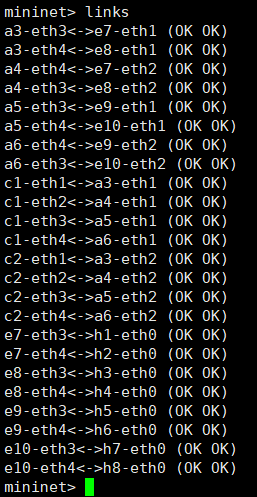 mininet> links
a3-eth3<->e7-eth1 (OK OK)
a3-eth4<->e8-eth1 (OK OK)
a4-eth4<->e7-eth2 (OK OK)
a4-eth3<->e8-eth2 (OK OK)
a5-eth3<->e9-eth1 (OK OK)
a5-eth4<->e10-eth1 (OK OK)
a6-eth4<->e9-eth2 (OK OK)
a6-eth3<->e10-eth2 (OK OK)
c1-eth1<->a3-eth1 (OK OK)
c1-eth2<->a4-eth1 (OK OK)
c1-eth3<->a5-eth1 (OK OK)
c1-eth4<->a6-eth1 (OK OK)
c2-eth1<->a3-eth2 (OK OK)
c2-eth2<->a4-eth2 (OK OK)
c2-eth3<->a5-eth2 (OK OK)
c2-eth4<->a6-eth2 (OK OK)
e7-eth3<->h1-eth0 (OK OK)
e7-eth4<->h2-eth0 (OK OK)
e8-eth3<->h3-eth0 (OK OK)
e8-eth4<->h4-eth0 (OK OK)
e9-eth3<->h5-eth0 (OK OK)
e9-eth4<->h6-eth0 (OK OK)
e10-eth3<->h7-eth0 (OK OK)
e10-eth4<->h8-eth0 (OK OK)
mininet>